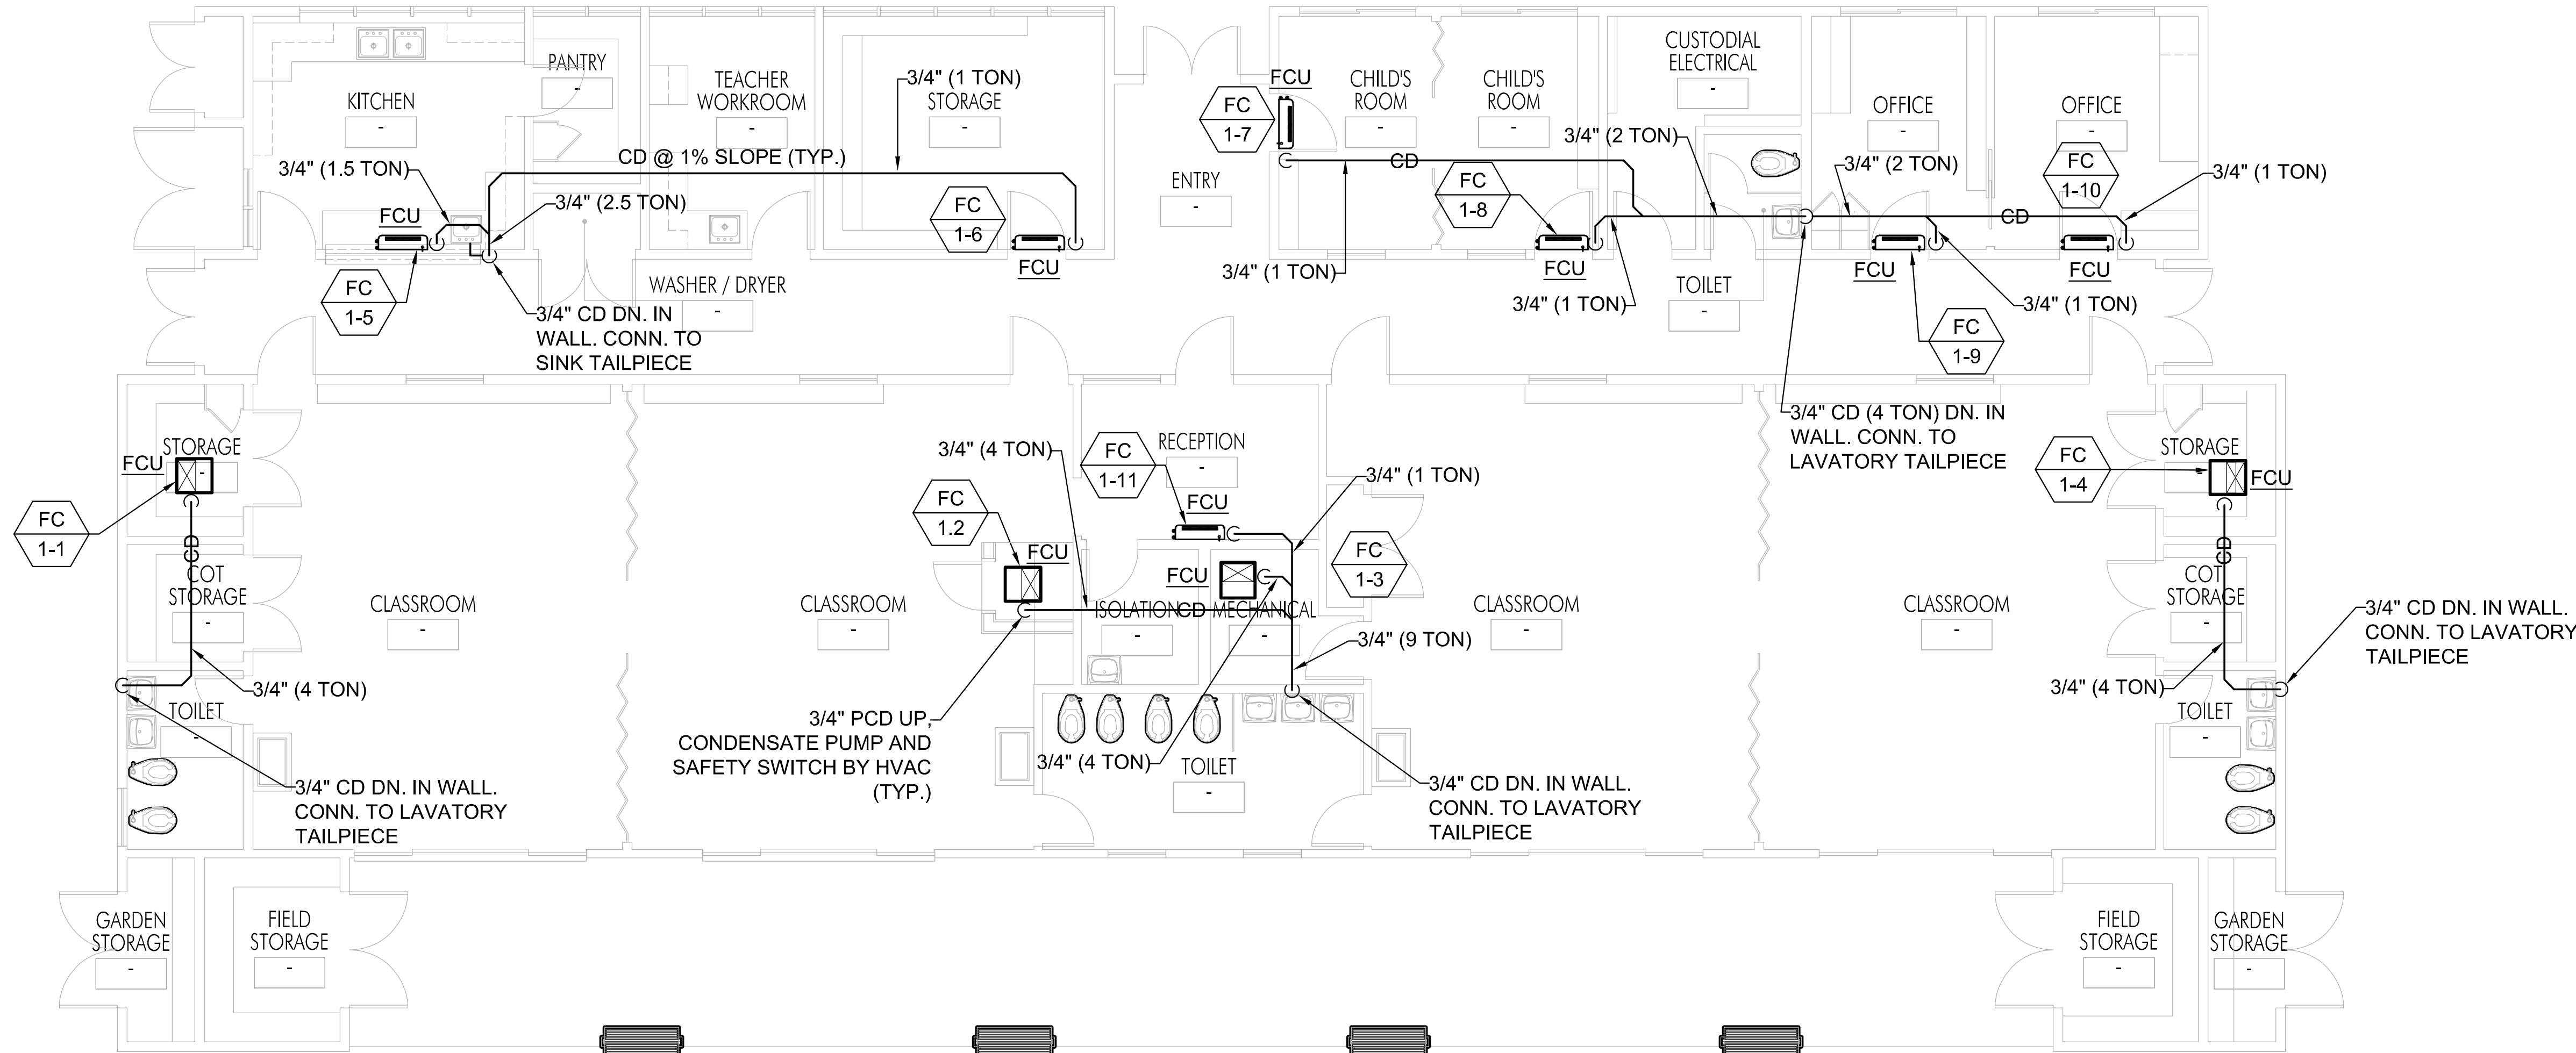 KITCHEN
-
PANTRY
-
TEACHER
WORKROOM
-
3/4" (1 TON)
STORAGE
-
CD @ 1% SLOPE (TYP.)
3/4" (1.5 TON)
3/4" (2.5 TON)
FCU
FC
1-5
FC
1-6
FCU
WASHER / DRYER
-
3/4" CD DN. IN
WALL. CONN. TO
SINK TAILPIECE
ENTRY
-
FCU
FC
1-7
CHILD'S
ROOM
-
CHILD'S
ROOM
-
CUSTODIAL
ELECTRICAL
-
OFFICE
-
OFFICE
-
3/4" (2 TON)
CD
3/4" (2 TON)
FC
1-8
FC
1-10
3/4" (1 TON)
CD
3/4" (1 TON)
FCU
3/4" (1 TON)
TOILET
-
FCU
FCU
3/4" (1 TON)
FC
1-9
3/4" CD (4 TON) DN. IN
WALL. CONN. TO
LAVATORY TAILPIECE
STORAGE
-
FCU
FC
1-1
CD
COT
STORAGE
-
3/4" (4 TON)
TOILET
-
3/4" CD DN. IN WALL.
CONN. TO LAVATORY
TAILPIECE
CLASSROOM
-
CLASSROOM
-
3/4" (4 TON)
FC
1-11
RECEPTION
-
3/4" (1 TON)
FCU
FC
1.2
FCU
FCU
FC
1-3
ISOLATION
-
CD
MECHANICAL
-
3/4" (9 TON)
3/4" PCD UP,
CONDENSATE PUMP AND
SAFETY SWITCH BY HVAC
(TYP.)
3/4" (4 TON)
TOILET
-
3/4" CD DN. IN WALL.
CONN. TO LAVATORY
TAILPIECE
CLASSROOM
-
CLASSROOM
-
FC
1-4
STORAGE
-
FCU
CD
COT
STORAGE
-
3/4" CD DN. IN WALL.
CONN. TO LAVATORY
TAILPIECE
3/4" (4 TON)
TOILET
-
GARDEN
STORAGE
-
FIELD
STORAGE
-
FIELD
STORAGE
-
GARDEN
STORAGE
-